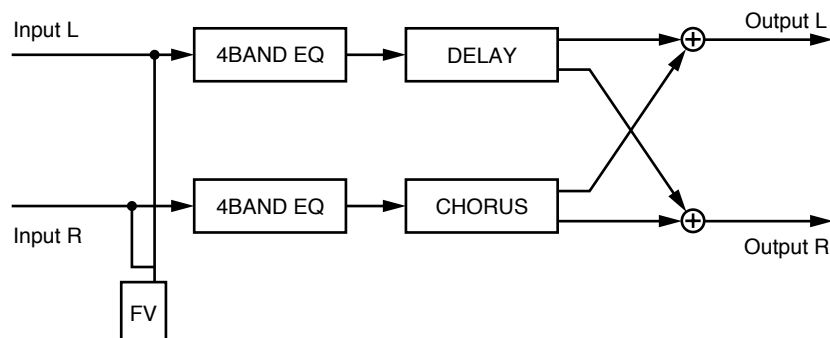 Input L
Output L
4BAND EQ
DELAY
+
4BAND EQ
CHORUS
+
Input R
Output R
FV